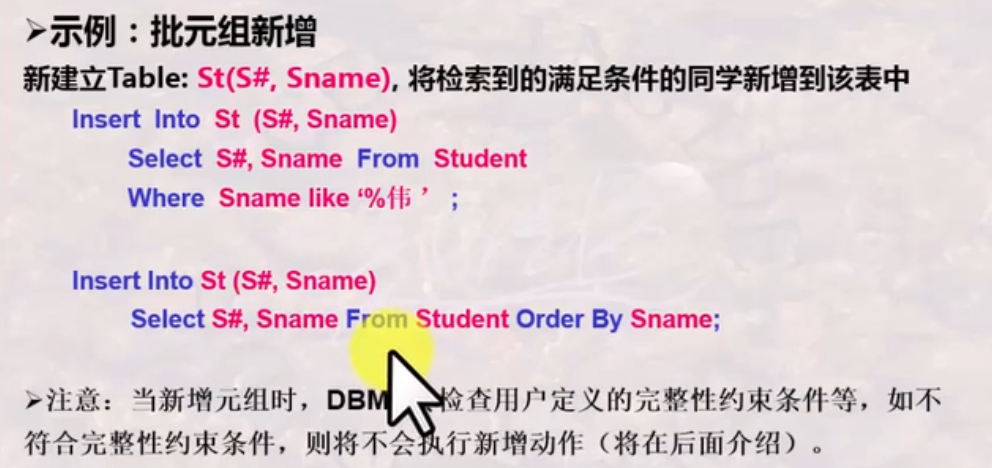 ➢示例：批元组新增
新建立Table: St(S#, Sname), 将检索到的满足条件的同学新增到该表中
Insert Into St (S#, Sname)
Select S#, Sname From Student
Where Sname like ‘%伟 ’ ;
Insert Into St (S#, Sname)
Select S#, Sname From Student Order By Sname;
➢注意：当新增元组时，DBM 检查用户定义的完整性约束条件等，如不
符合完整性约束条件，则将不会执行新增动作（将在后面介绍）。